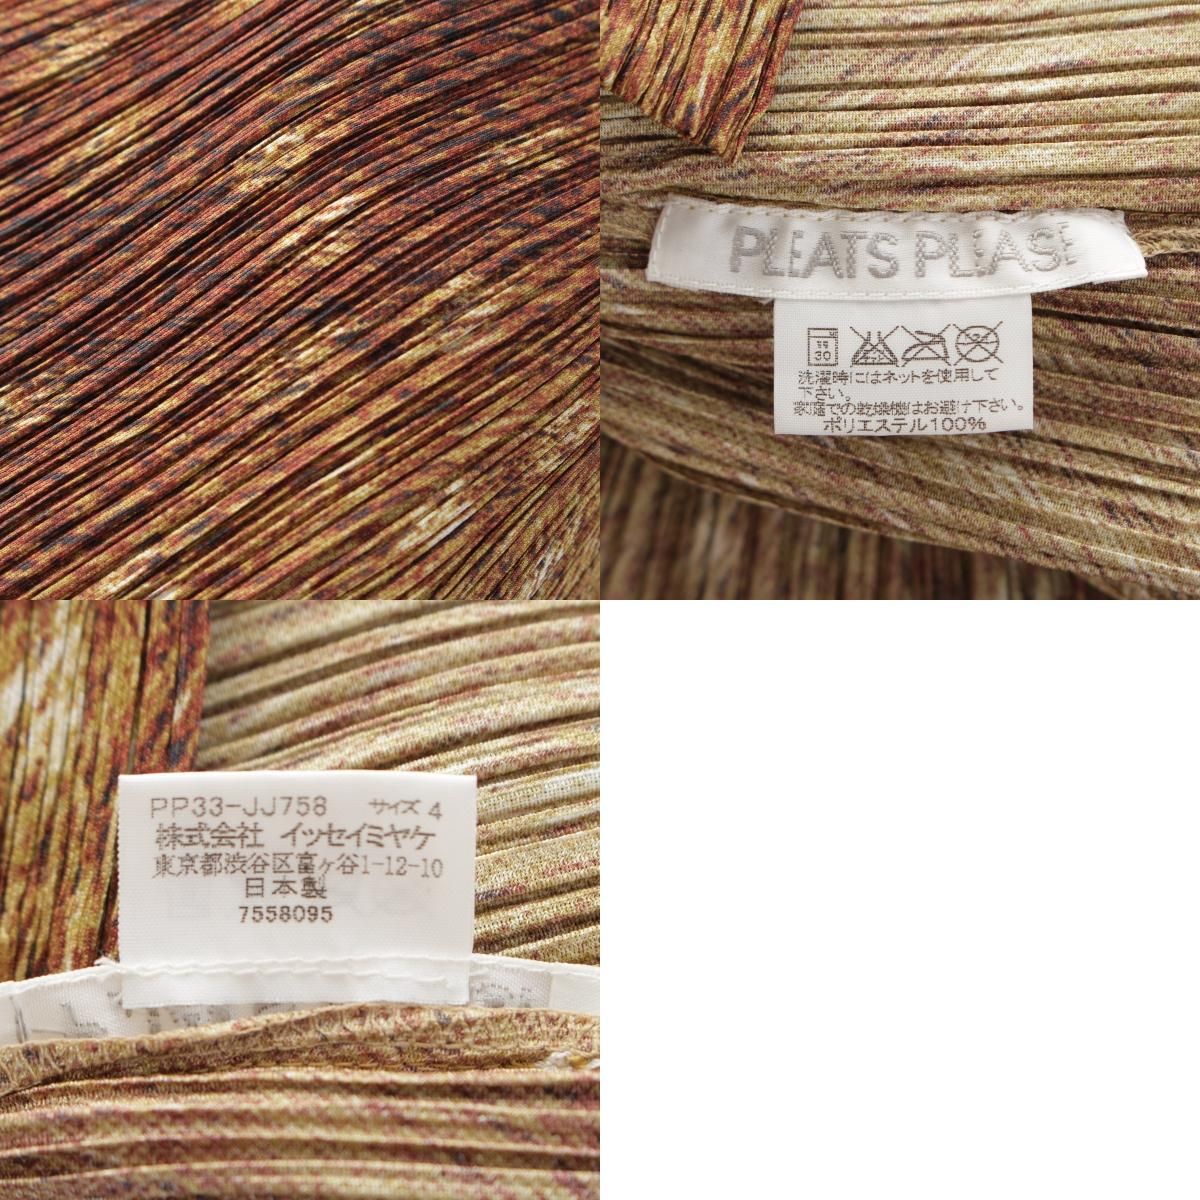 PLEATS PLEASE
30
洗濯時にはネットを使用して
下さい。
家庭での乾燥機はお避け下さい。
ポリエステル100%
PP33-JJ758 サイズ 4
株式会社 イッセイミヤケ
東京都渋谷区富ヶ谷1-12-10
日本製
7558095